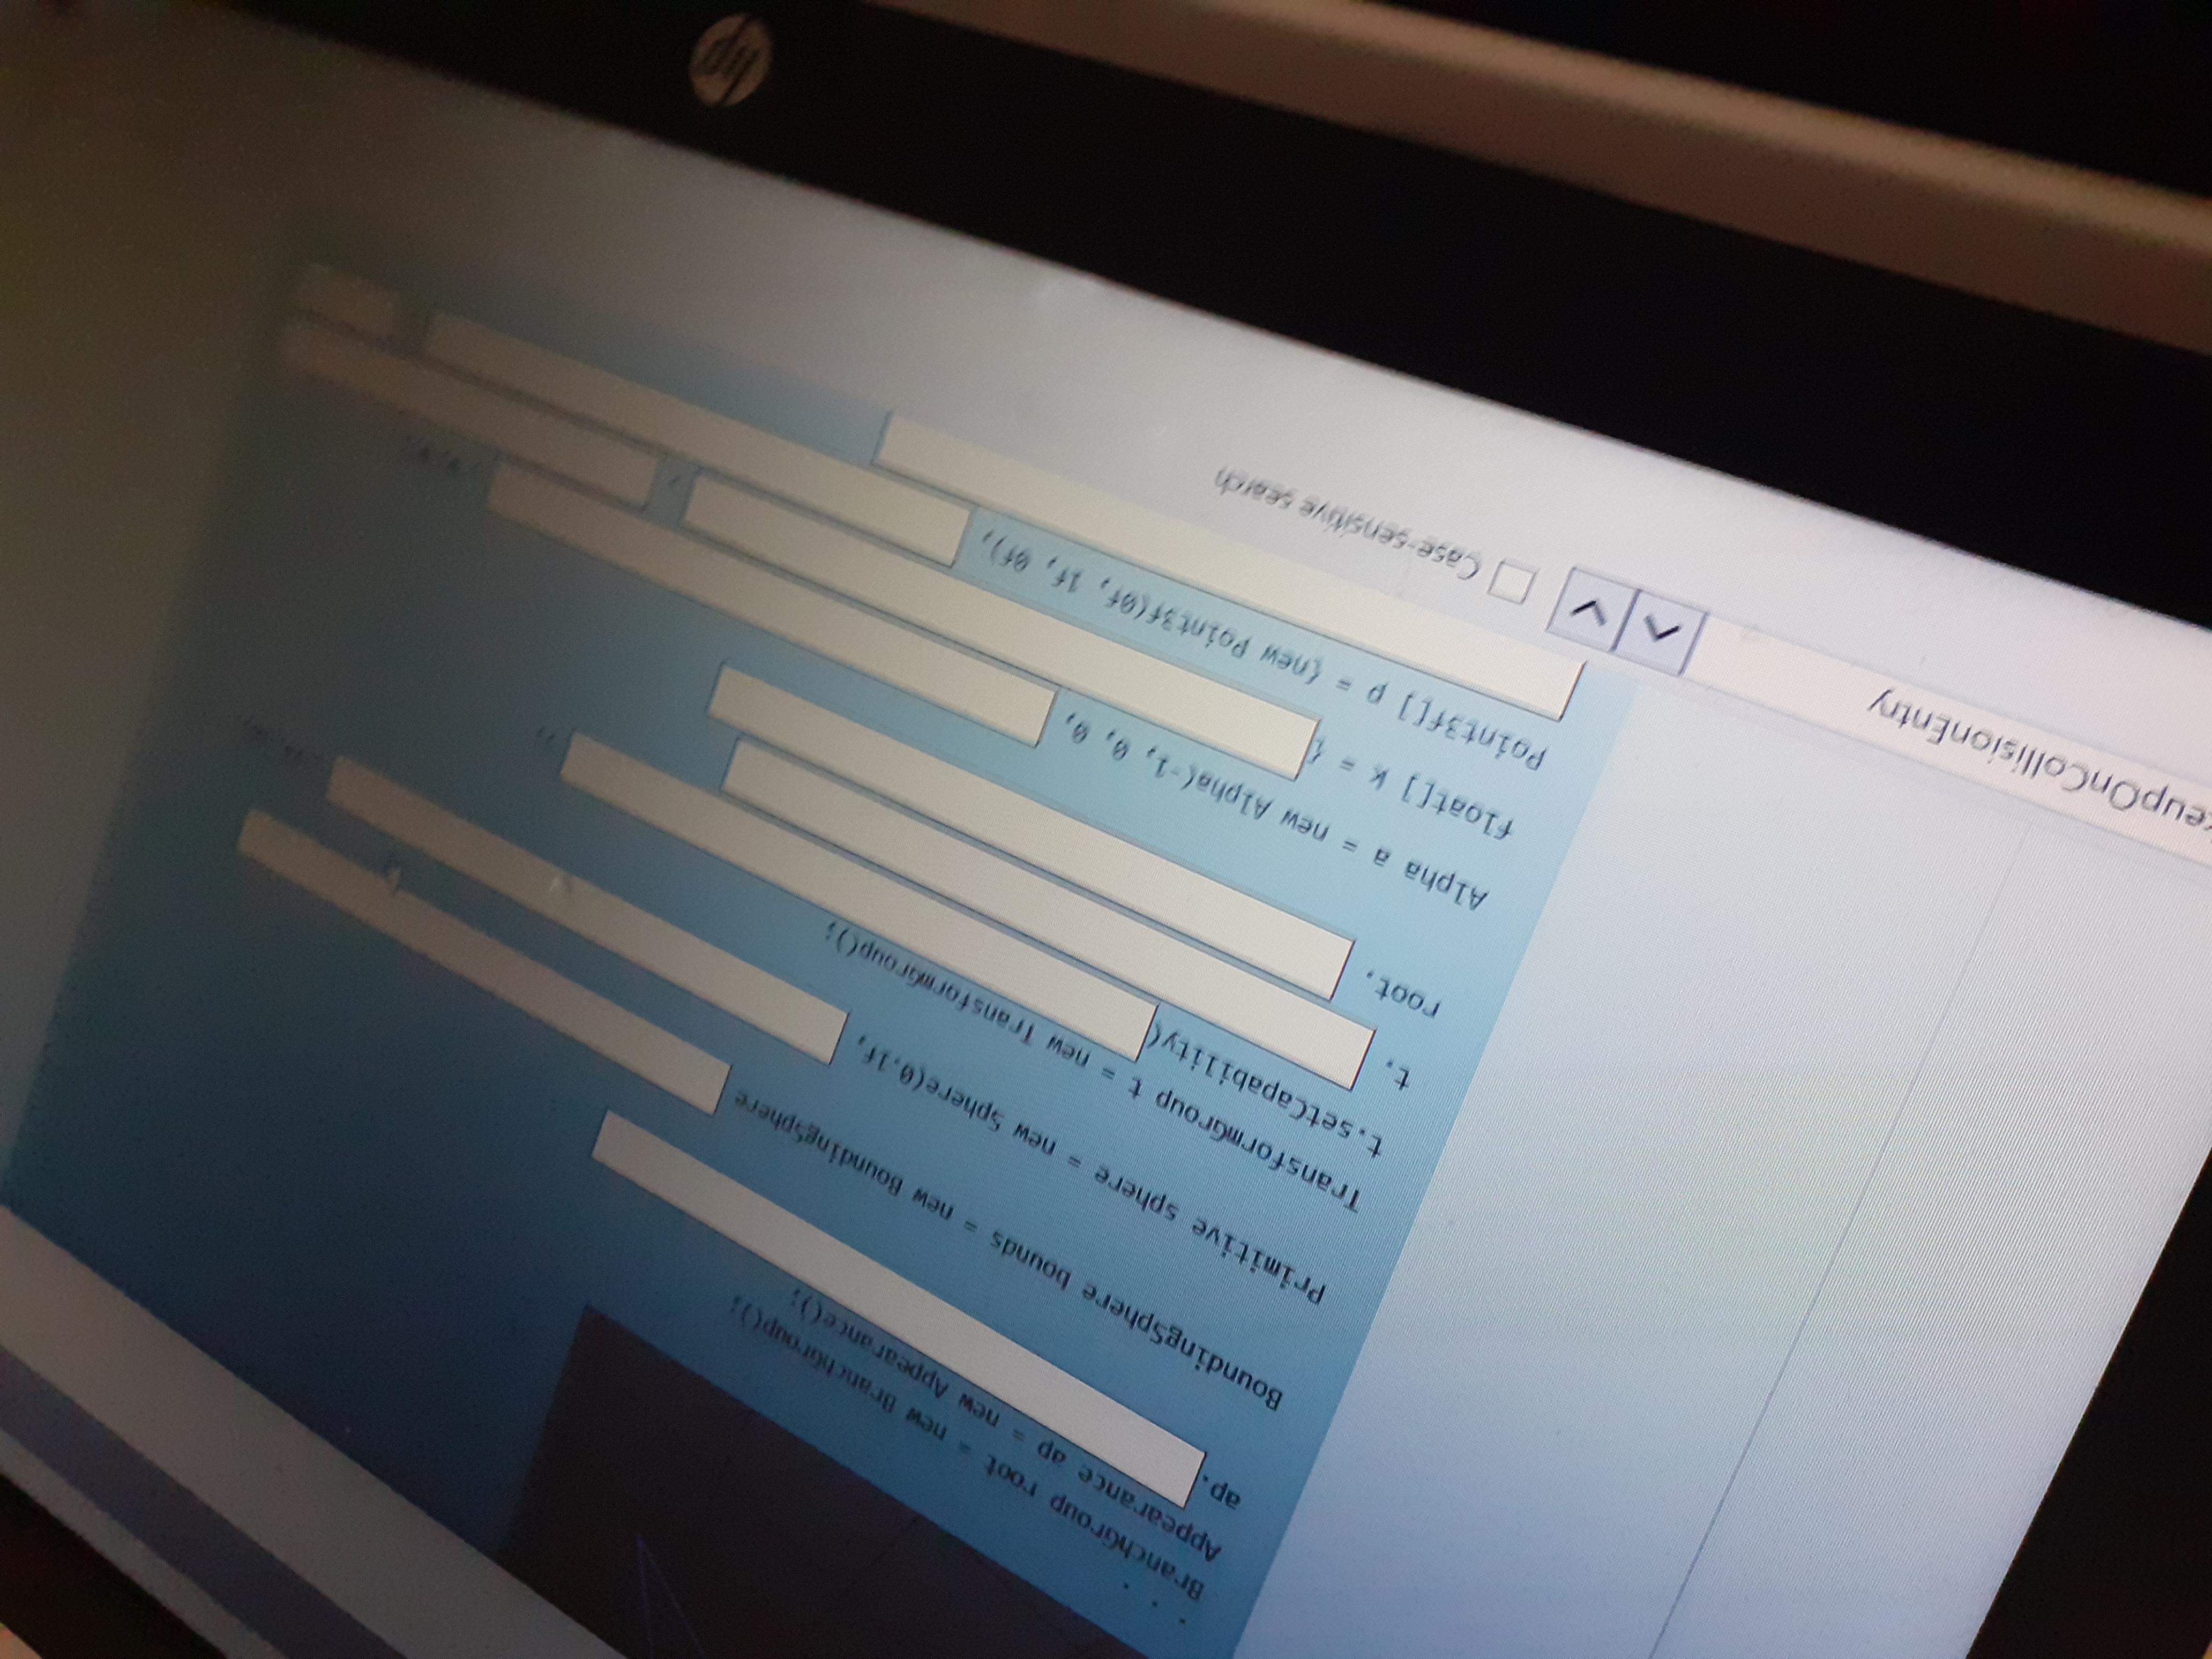 . . .
BranchGroup root = new BranchGroup();
Appearance ap = new Appearance();
ap.
BoundingSphere bounds = new BoundingSphere
Primitive sphere = new Sphere(0.1f,
TransformGroup t = new TransformGroup();
t.setCapability( );
t.
root.
Alpha a = new Alpha(-1, 0, 0,
float[] k = {
Point3f[] p = {new Point3f(0f, 1f, 0f), ,
keupOnCollisionEntry
Case-sensitive search
hp